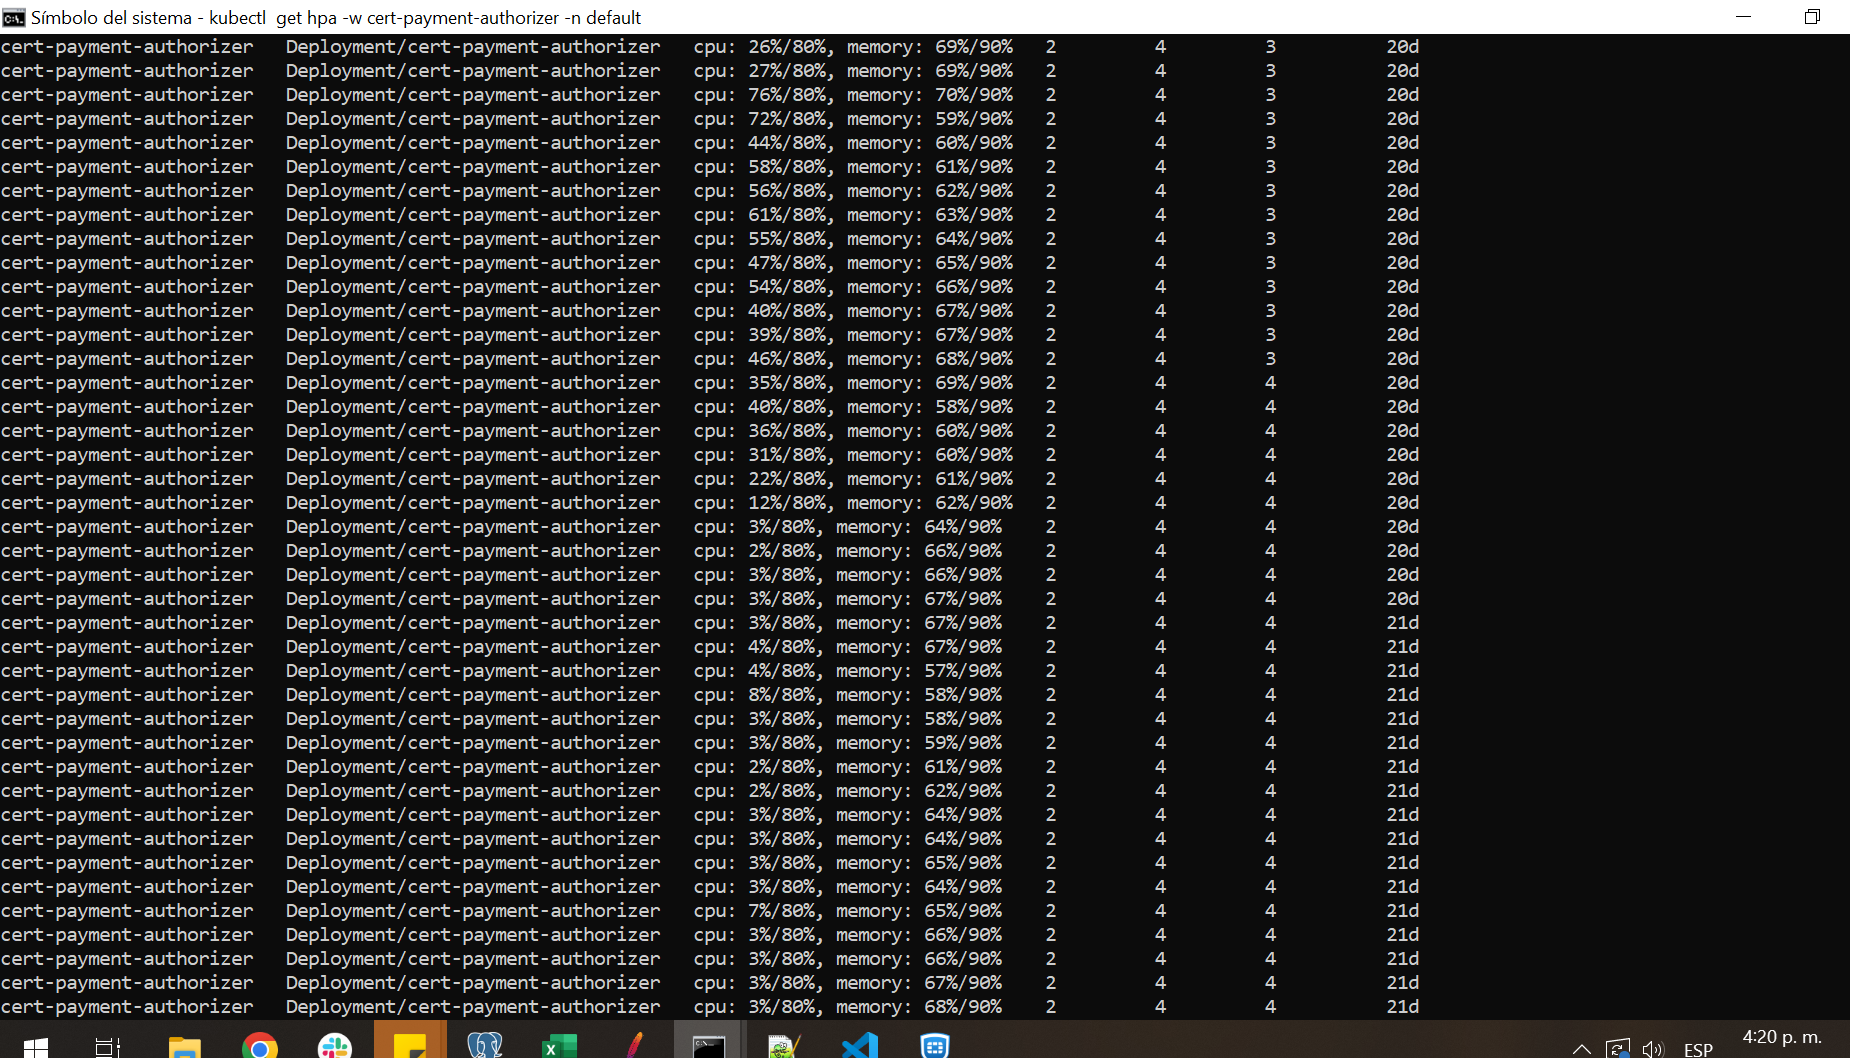 Símbolo del sistema - kubectl  get hpa -w cert-payment-authorizer -n default
cert-payment-authorizer   Deployment/cert-payment-authorizer   cpu: 26%/80%, memory: 69%/90%   2         4         3          20d
cert-payment-authorizer   Deployment/cert-payment-authorizer   cpu: 27%/80%, memory: 69%/90%   2         4         3          20d
cert-payment-authorizer   Deployment/cert-payment-authorizer   cpu: 76%/80%, memory: 70%/90%   2         4         3          20d
cert-payment-authorizer   Deployment/cert-payment-authorizer   cpu: 72%/80%, memory: 59%/90%   2         4         3          20d
cert-payment-authorizer   Deployment/cert-payment-authorizer   cpu: 44%/80%, memory: 60%/90%   2         4         3          20d
cert-payment-authorizer   Deployment/cert-payment-authorizer   cpu: 58%/80%, memory: 61%/90%   2         4         3          20d
cert-payment-authorizer   Deployment/cert-payment-authorizer   cpu: 56%/80%, memory: 62%/90%   2         4         3          20d
cert-payment-authorizer   Deployment/cert-payment-authorizer   cpu: 61%/80%, memory: 63%/90%   2         4         3          20d
cert-payment-authorizer   Deployment/cert-payment-authorizer   cpu: 55%/80%, memory: 64%/90%   2         4         3          20d
cert-payment-authorizer   Deployment/cert-payment-authorizer   cpu: 47%/80%, memory: 65%/90%   2         4         3          20d
cert-payment-authorizer   Deployment/cert-payment-authorizer   cpu: 54%/80%, memory: 66%/90%   2         4         3          20d
cert-payment-authorizer   Deployment/cert-payment-authorizer   cpu: 40%/80%, memory: 67%/90%   2         4         3          20d
cert-payment-authorizer   Deployment/cert-payment-authorizer   cpu: 39%/80%, memory: 67%/90%   2         4         3          20d
cert-payment-authorizer   Deployment/cert-payment-authorizer   cpu: 46%/80%, memory: 68%/90%   2         4         3          20d
cert-payment-authorizer   Deployment/cert-payment-authorizer   cpu: 35%/80%, memory: 69%/90%   2         4         4          20d
cert-payment-authorizer   Deployment/cert-payment-authorizer   cpu: 40%/80%, memory: 58%/90%   2         4         4          20d
cert-payment-authorizer   Deployment/cert-payment-authorizer   cpu: 36%/80%, memory: 60%/90%   2         4         4          20d
cert-payment-authorizer   Deployment/cert-payment-authorizer   cpu: 31%/80%, memory: 60%/90%   2         4         4          20d
cert-payment-authorizer   Deployment/cert-payment-authorizer   cpu: 22%/80%, memory: 61%/90%   2         4         4          20d
cert-payment-authorizer   Deployment/cert-payment-authorizer   cpu: 12%/80%, memory: 62%/90%   2         4         4          20d
cert-payment-authorizer   Deployment/cert-payment-authorizer   cpu: 3%/80%, memory: 64%/90%    2         4         4          20d
cert-payment-authorizer   Deployment/cert-payment-authorizer   cpu: 2%/80%, memory: 66%/90%    2         4         4          20d
cert-payment-authorizer   Deployment/cert-payment-authorizer   cpu: 3%/80%, memory: 66%/90%    2         4         4          20d
cert-payment-authorizer   Deployment/cert-payment-authorizer   cpu: 3%/80%, memory: 67%/90%    2         4         4          20d
cert-payment-authorizer   Deployment/cert-payment-authorizer   cpu: 3%/80%, memory: 67%/90%    2         4         4          21d
cert-payment-authorizer   Deployment/cert-payment-authorizer   cpu: 4%/80%, memory: 67%/90%    2         4         4          21d
cert-payment-authorizer   Deployment/cert-payment-authorizer   cpu: 4%/80%, memory: 57%/90%    2         4         4          21d
cert-payment-authorizer   Deployment/cert-payment-authorizer   cpu: 8%/80%, memory: 58%/90%    2         4         4          21d
cert-payment-authorizer   Deployment/cert-payment-authorizer   cpu: 3%/80%, memory: 58%/90%    2         4         4          21d
cert-payment-authorizer   Deployment/cert-payment-authorizer   cpu: 3%/80%, memory: 59%/90%    2         4         4          21d
cert-payment-authorizer   Deployment/cert-payment-authorizer   cpu: 2%/80%, memory: 61%/90%    2         4         4          21d
cert-payment-authorizer   Deployment/cert-payment-authorizer   cpu: 2%/80%, memory: 62%/90%    2         4         4          21d
cert-payment-authorizer   Deployment/cert-payment-authorizer   cpu: 3%/80%, memory: 64%/90%    2         4         4          21d
cert-payment-authorizer   Deployment/cert-payment-authorizer   cpu: 3%/80%, memory: 64%/90%    2         4         4          21d
cert-payment-authorizer   Deployment/cert-payment-authorizer   cpu: 3%/80%, memory: 65%/90%    2         4         4          21d
cert-payment-authorizer   Deployment/cert-payment-authorizer   cpu: 3%/80%, memory: 64%/90%    2         4         4          21d
cert-payment-authorizer   Deployment/cert-payment-authorizer   cpu: 7%/80%, memory: 65%/90%    2         4         4          21d
cert-payment-authorizer   Deployment/cert-payment-authorizer   cpu: 3%/80%, memory: 66%/90%    2         4         4          21d
cert-payment-authorizer   Deployment/cert-payment-authorizer   cpu: 3%/80%, memory: 66%/90%    2         4         4          21d
cert-payment-authorizer   Deployment/cert-payment-authorizer   cpu: 3%/80%, memory: 67%/90%    2         4         4          21d
cert-payment-authorizer   Deployment/cert-payment-authorizer   cpu: 3%/80%, memory: 68%/90%    2         4         4          21d
ESP
4:20 p. m.